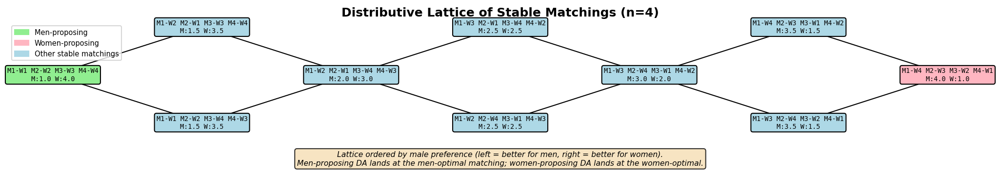 Distributive Lattice of Stable Matchings (n=4)
Men-proposing
Women-proposing
Other stable matchings
M1-W2 M2-W1 M3-W3 M4-W4
M:1.5 W:3.5
M1-W3 M2-W1 M3-W4 M4-W2
M:2.5 W:2.5
M1-W4 M2-W3 M3-W1 M4-W2
M:3.5 W:1.5
M1-W1 M2-W2 M3-W3 M4-W4
M:1.0 W:4.0
M1-W2 M2-W1 M3-W4 M4-W3
M:2.0 W:3.0
M1-W3 M2-W4 M3-W1 M4-W2
M:3.0 W:2.0
M1-W4 M2-W3 M3-W2 M4-W1
M:4.0 W:1.0
M1-W1 M2-W2 M3-W4 M4-W3
M:1.5 W:3.5
M1-W2 M2-W4 M3-W1 M4-W3
M:2.5 W:2.5
M1-W3 M2-W4 M3-W2 M4-W1
M:3.5 W:1.5
Lattice ordered by male preference (left = better for men, right = better for women).
Men-proposing DA lands at the men-optimal matching; women-proposing DA lands at the women-optimal.